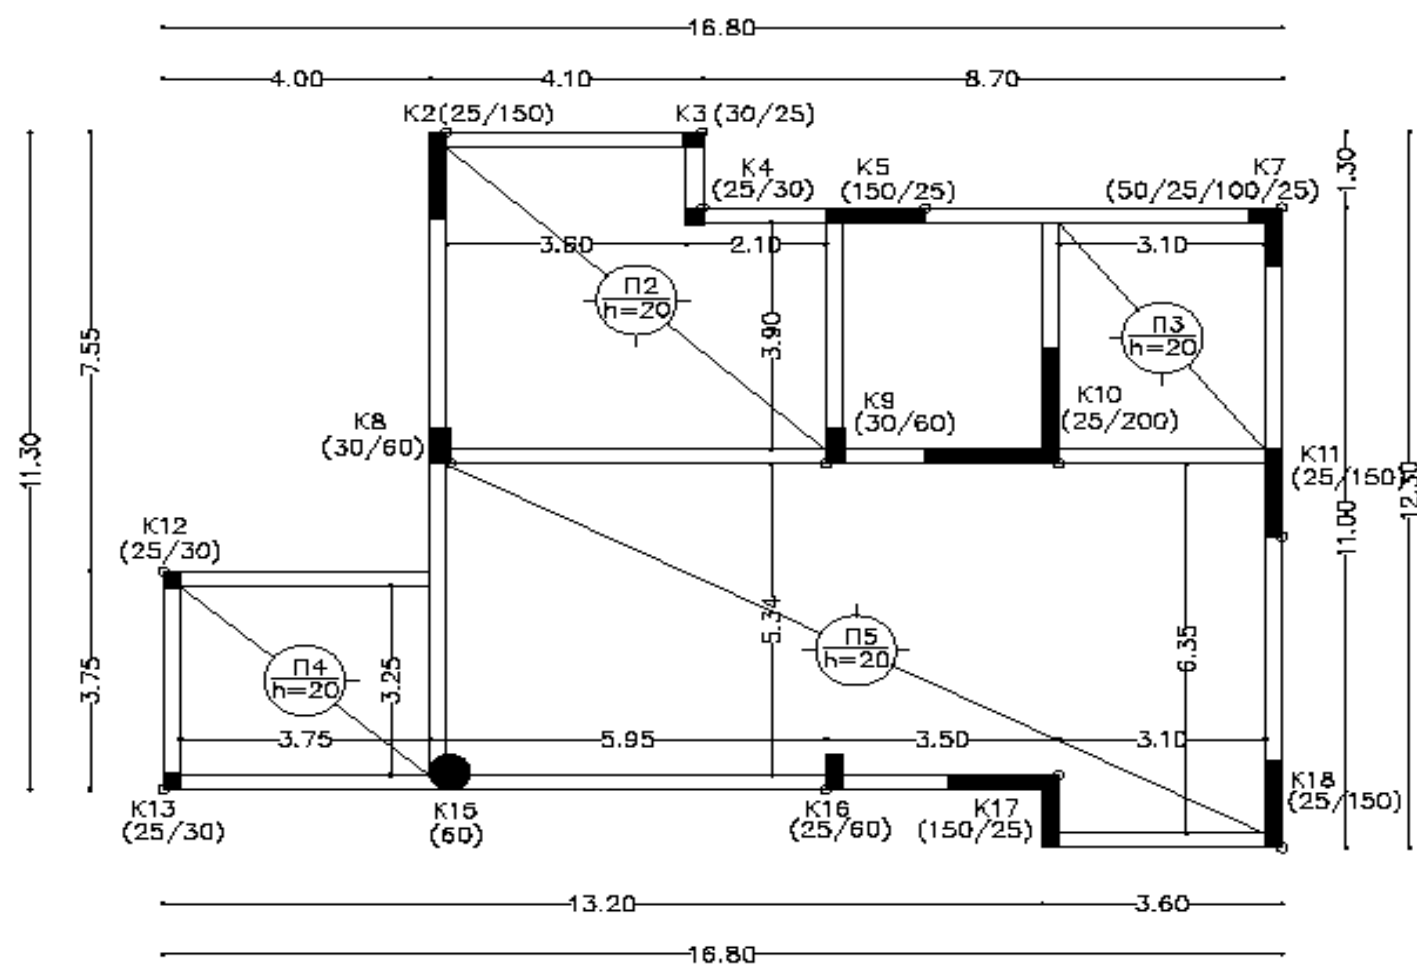 16.80
4.00
4.10
8.70
K2(25/150)
K3 (30/25)
K4
(25/30)
K5
(150/25)
K7
(50/25/100/25)
1.30
3.60
2.10
3.10
П2
h=20
П3
h=20
3.90
7.55
11.30
K8
(30/60)
K9
(30/60)
K10
(25/200)
K11
(25/150)
11.00
12.30
K12
(25/30)
5.34
6.35
П5
h=20
П4
h=20
3.25
3.75
3.75
5.95
3.50
3.10
K13
(25/30)
K15
(60)
K16
(25/60)
K17
(150/25)
K18
(25/150)
13.20
3.60
16.80